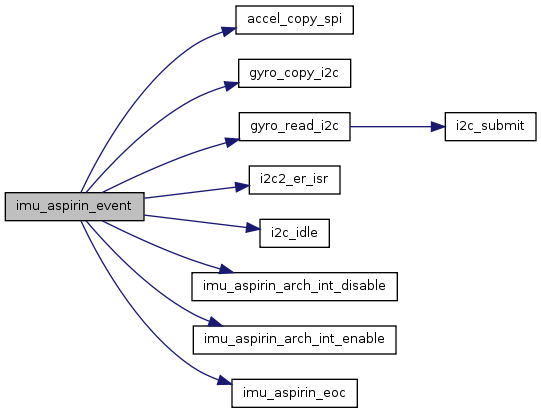 accel_copy_spi
gyro_copy_i2c
gyro_read_i2c
i2c_submit
i2c2_er_isr
imu_aspirin_event
i2c_idle
imu_aspirin_arch_int_disable
imu_aspirin_arch_int_enable
imu_aspirin_eoc